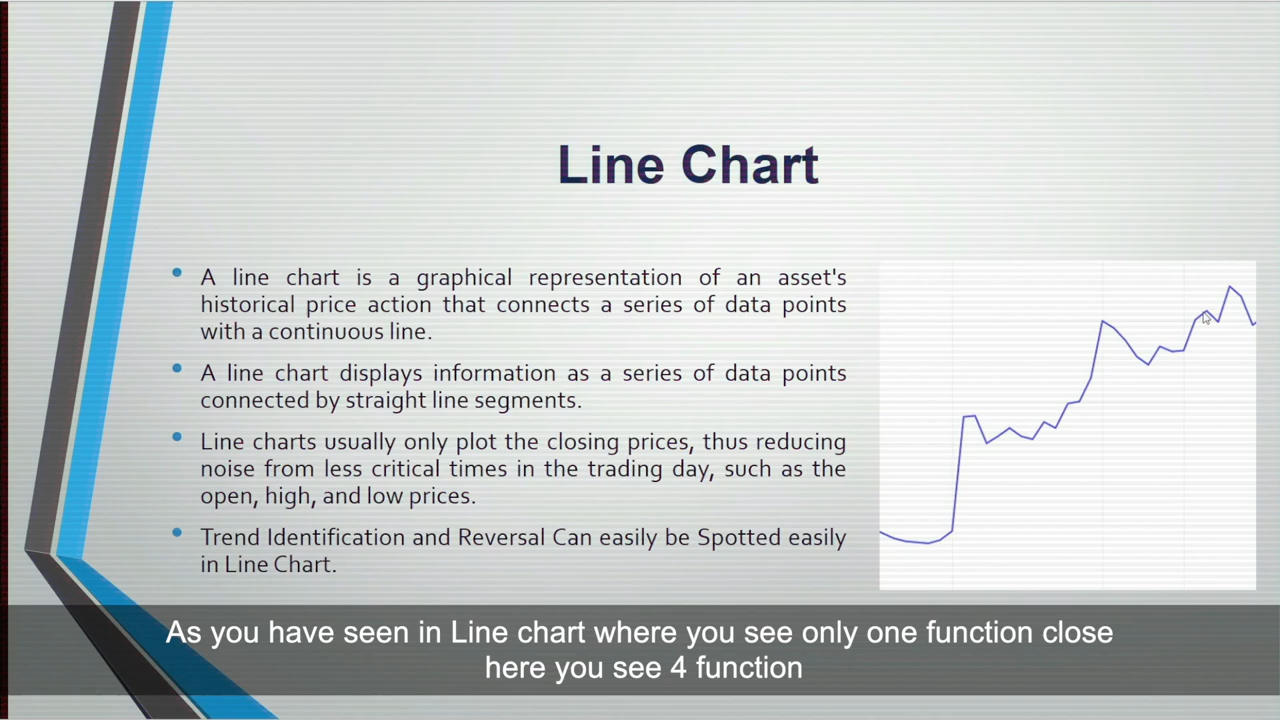 Line Chart
A line chart is a graphical representation of an asset's
historical price action that connects a series of data points
with a continuous line.
A line chart displays information as a series of data points
connected by straight line segments.
Line charts usually only plot the closing prices, thus reducing
noise from less critical times in the trading day, such as the
open, high, and low prices.
Trend Identification and Reversal Can easily be Spotted easily
in Line Chart.
As you have seen in Line chart where you see only one function close
here you see 4 function